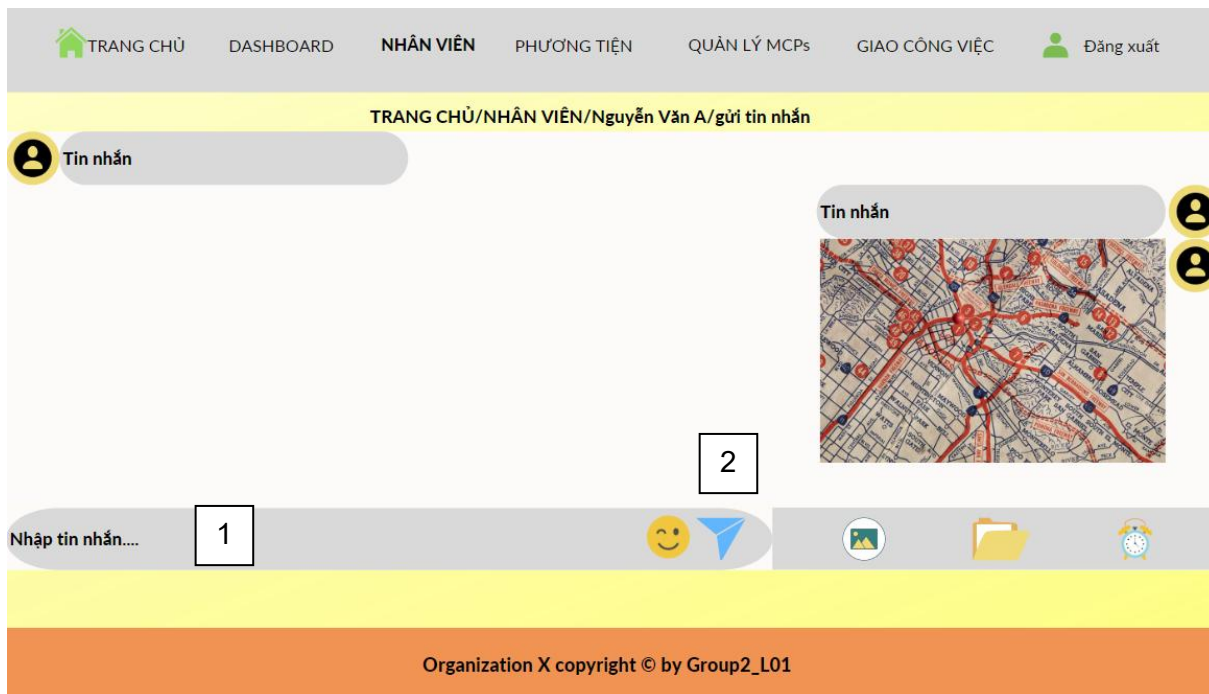 TRANG CHỦ DASHBOARD NHÂN VIÊN PHƯƠNG TIỆN QUẢN LÝ MCPs GIAO CÔNG VIỆC Đăng xuất
TRANG CHỦ/NHÂN VIÊN/Nguyễn Văn A/gửi tin nhắn
Tin nhắn
Tin nhắn
2
Nhập tin nhắn.... 1
Organization X copyright © by Group2_L01